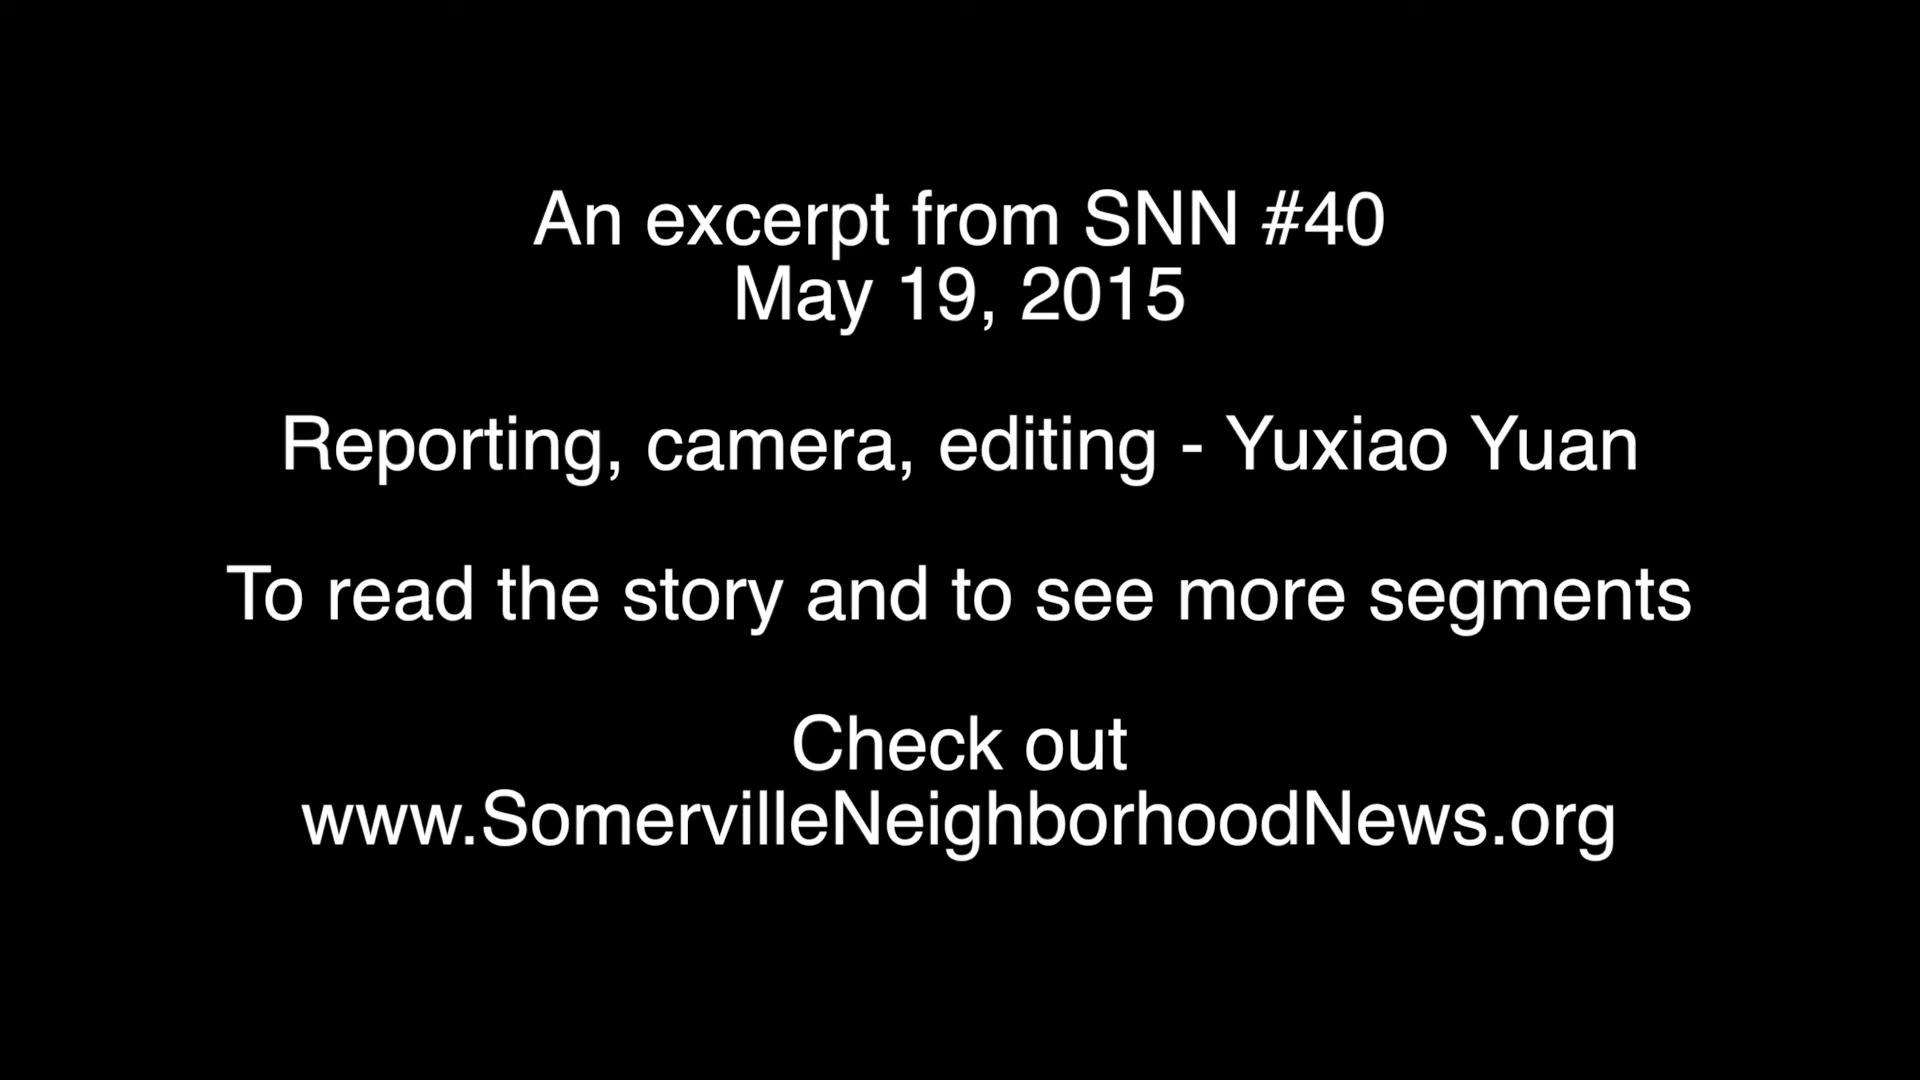 An excerpt from SNN #40
May 19, 2015
Reporting, camera, editing - Yuxiao Yuan
To read the story and to see more segments
Check out
www.SomervilleNeighborhoodNews.org